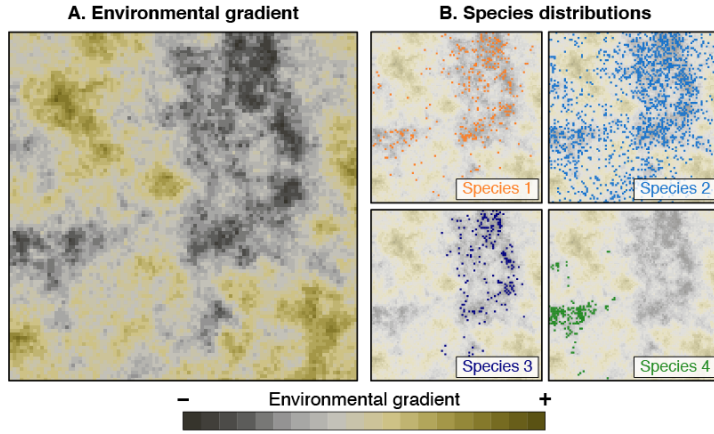 A. Environmental gradient
B. Species distributions
Species 1
Species 2
Species 3
Species 4
− Environmental gradient +